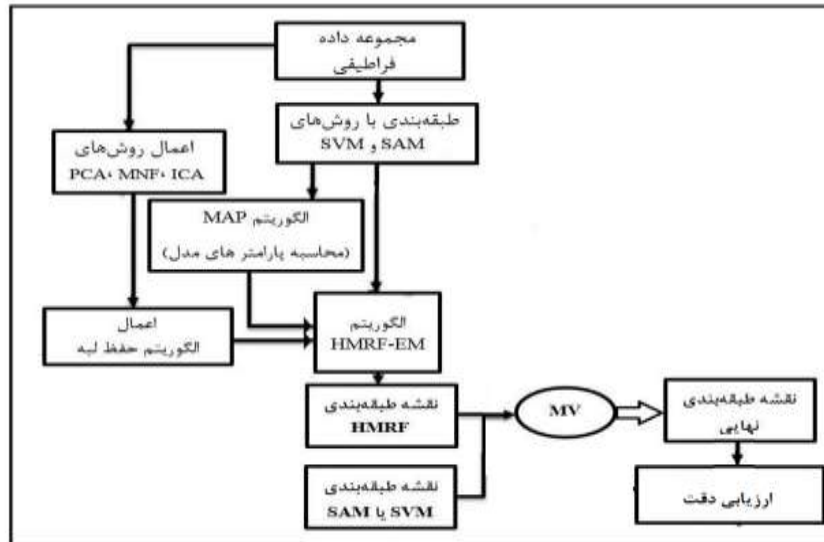 مجموعه داده
فراطیفی
طبقه‌بندی با روش‌های
SAM و SVM
اعمال روش‌های
PCA، MNF، ICA
الگوریتم MAP
(محاسبه پارامتر های مدل)
اعمال
الگوریتم حفظ لبه
الگوریتم
HMRF-EM
نقشه طبقه‌بندی
HMRF
MV
نقشه طبقه‌بندی
نهایی
نقشه طبقه‌بندی
SVM یا SAM
ارزیابی دقت